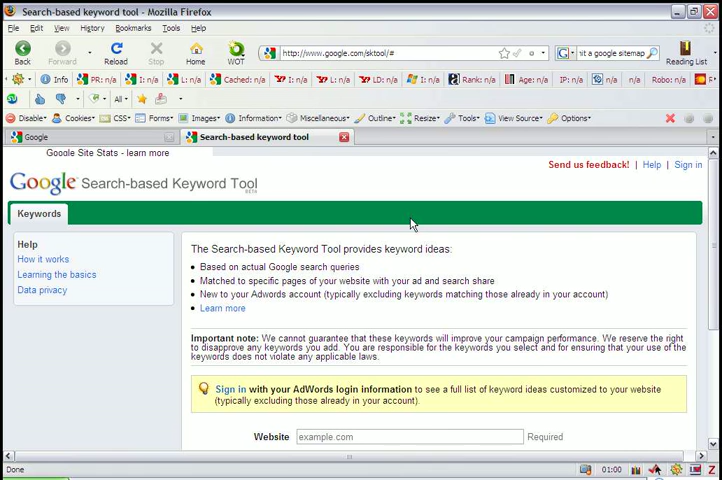 Search-based keyword tool - Mozilla Firefox
File Edit View History Bookmarks Tools Help
Back Forward Reload Stop Home WOT http://www.google.com/sktool/# it a google sitemap Reading List
Info PR: n/a I: n/a L: n/a Cached: n/a I: n/a L: n/a LD: n/a I: n/a Rank: n/a Age: n/a IP: n/a n/a Robo: n/a
All
Disable Cookies CSS Forms Images Information Miscellaneous Outline Resize Tools View Source Options
Google Search-based keyword tool
Google Site Stats - learn more
Send us feedback! | Help | Sign in
Google Search-based Keyword Tool
BETA
Keywords
Help
How it works
Learning the basics
Data privacy
The Search-based Keyword Tool provides keyword ideas:
Based on actual Google search queries
Matched to specific pages of your website with your ad and search share
New to your Adwords account (typically excluding keywords matching those already in your account)
Learn more
Important note: We cannot guarantee that these keywords will improve your campaign performance. We reserve the right
to disapprove any keywords you add. You are responsible for the keywords you select and for ensuring that your use of the
keywords does not violate any applicable laws.
Sign in with your AdWords login information to see a full list of keyword ideas customized to your website
(typically excluding those already in your account).
Website example.com Required
Done 01:00